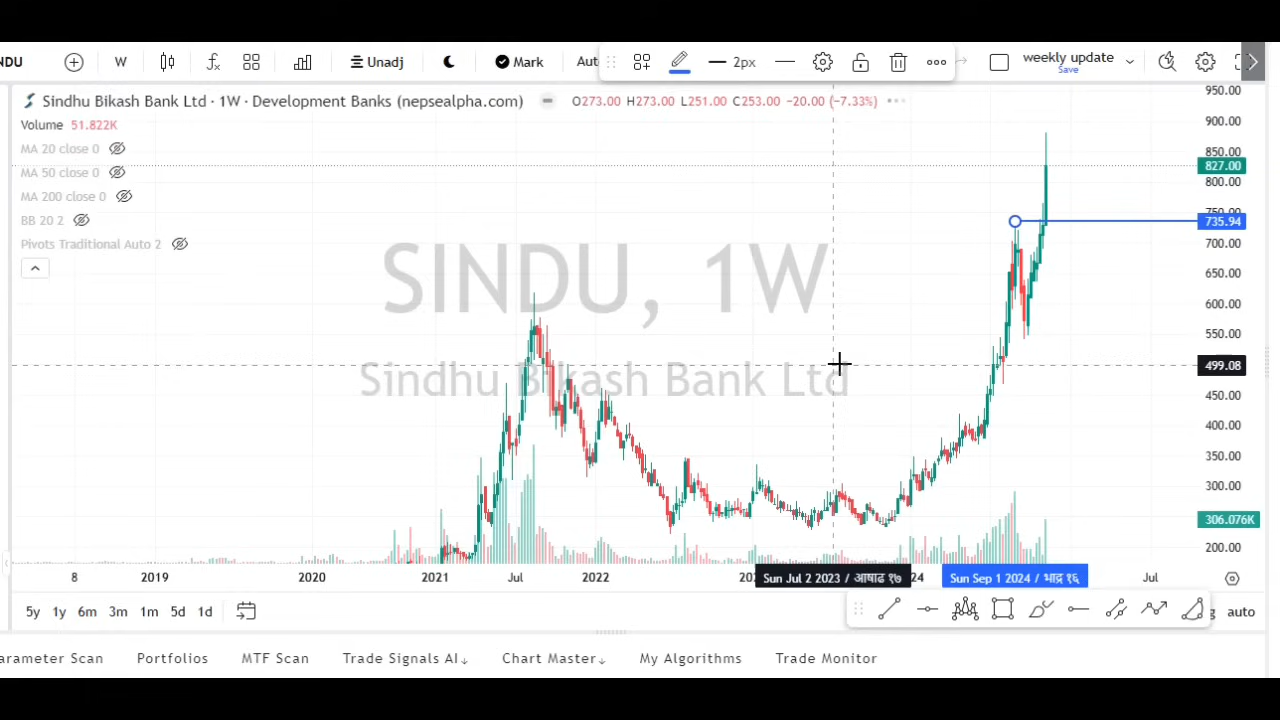 NDU W Unadj Mark Aut 2px weekly update
Save
Sindhu Bikash Bank Ltd · 1W · Development Banks (nepsealpha.com) O273.00 H273.00 L251.00 C253.00 -20.00 (-7.33%)
Volume 51.822K
MA 20 close 0
MA 50 close 0
MA 200 close 0
BB 20 2
Pivots Traditional Auto 2
SINDU, 1W
Sindhu Bikash Bank Ltd
950.00
900.00
850.00
827.00
800.00
735.94
700.00
650.00
600.00
550.00
499.08
450.00
400.00
350.00
300.00
306.076K
200.00
8 2019 2020 2021 Jul 2022 Sun Jul 2 2023 / आषाढ १७ 24 Sun Sep 1 2024 / भाद्र १६ Jul
5y 1y 6m 3m 1m 5d 1d g auto
arameter Scan Portfolios MTF Scan Trade Signals AI↓ Chart Master↓ My Algorithms Trade Monitor